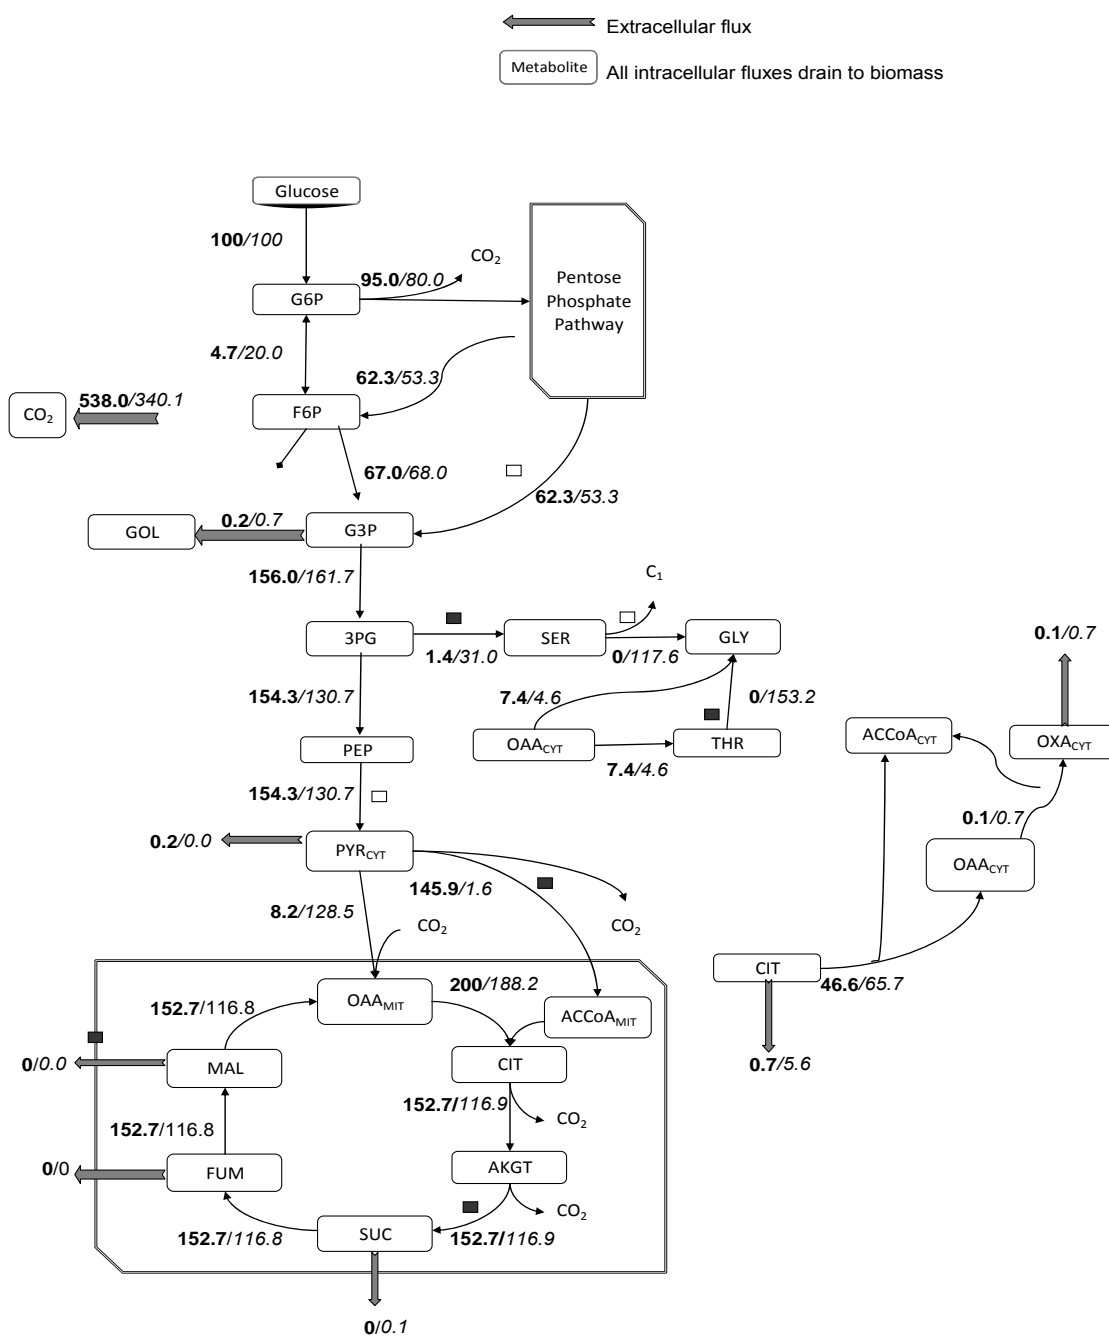 Extracellular flux
Metabolite
All intracellular fluxes drain to biomass
Glucose
100/100
CO2
95.0/80.0
G6P
Pentose
Phosphate
Pathway
4.7/20.0
62.3/53.3
538.0/340.1
CO2
F6P
67.0/68.0
62.3/53.3
0.2/0.7
GOL
G3P
156.0/161.7
C1
3PG
SER
GLY
1.4/31.0
0/117.6
0.1/0.7
154.3/130.7
7.4/4.6
0/153.2
PEP
OAACYT
THR
ACCoACYT
OXACYT
7.4/4.6
154.3/130.7
0.1/0.7
0.2/0.0
PYRCYT
OAACYT
145.9/1.6
8.2/128.5
CO2
CO2
CIT
46.6/65.7
200/188.2
152.7/116.8
OAAMIT
ACCoAMIT
0.7/5.6
0/0.0
MAL
CIT
152.7/116.9
CO2
152.7/116.8
0/0
FUM
AKGT
CO2
152.7/116.8
SUC
152.7/116.9
0/0.1